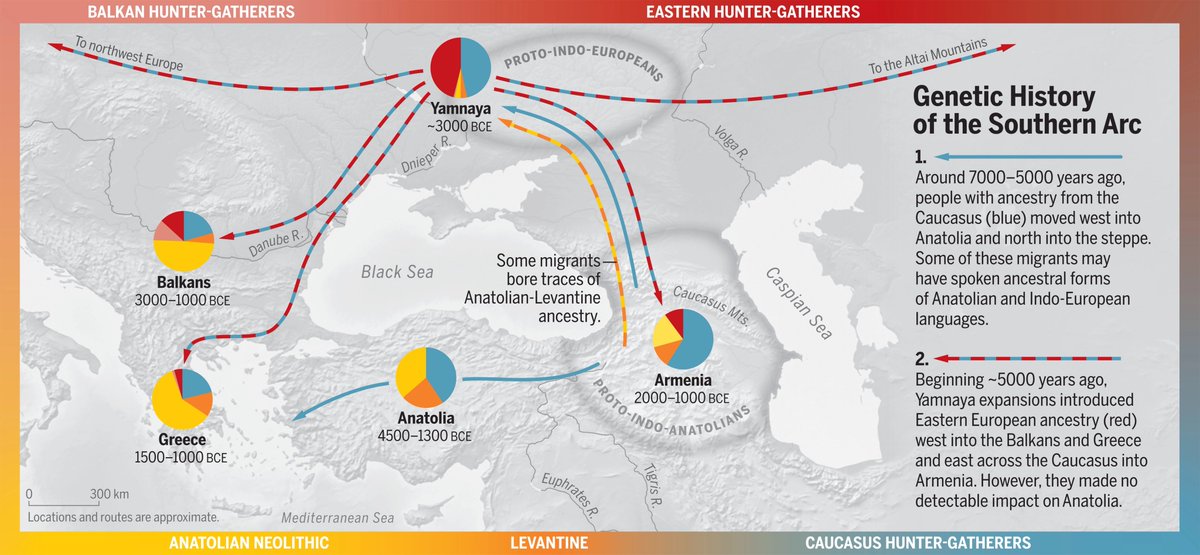 BALKAN HUNTER-GATHERERS
EASTERN HUNTER-GATHERERS
To northwest Europe
PROTO-INDO-EUROPEANS
To the Altai Mountains
Yamnaya
~3000 BCE
Dnieper R.
Volga R.
Genetic History
of the Southern Arc
1.
Around 7000–5000 years ago,
people with ancestry from the
Caucasus (blue) moved west into
Anatolia and north into the steppe.
Some of these migrants may
have spoken ancestral forms
of Anatolian and Indo-European
languages.
2.
Beginning ~5000 years ago,
Yamnaya expansions introduced
Eastern European ancestry (red)
west into the Balkans and Greece
and east across the Caucasus into
Armenia. However, they made no
detectable impact on Anatolia.
Danube R.
Balkans
3000–1000 BCE
Black Sea
Some migrants
bore traces of
Anatolian-Levantine
ancestry.
Caucasus Mts.
Caspian Sea
Armenia
2000–1000 BCE
PROTO-INDO-ANATOLIANS
Anatolia
4500–1300 BCE
Greece
1500–1000 BCE
Euphrates R.
Tigris R.
0 300 km
Locations and routes are approximate.
Mediterranean Sea
ANATOLIAN NEOLITHIC
LEVANTINE
CAUCASUS HUNTER-GATHERERS